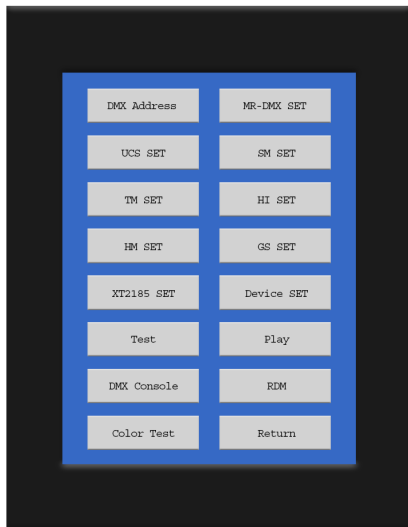 DMX Address
MR-DMX SET
UCS SET
SM SET
TM SET
HI SET
HM SET
GS SET
XT2185 SET
Device SET
Test
Play
DMX Console
RDM
Color Test
Return